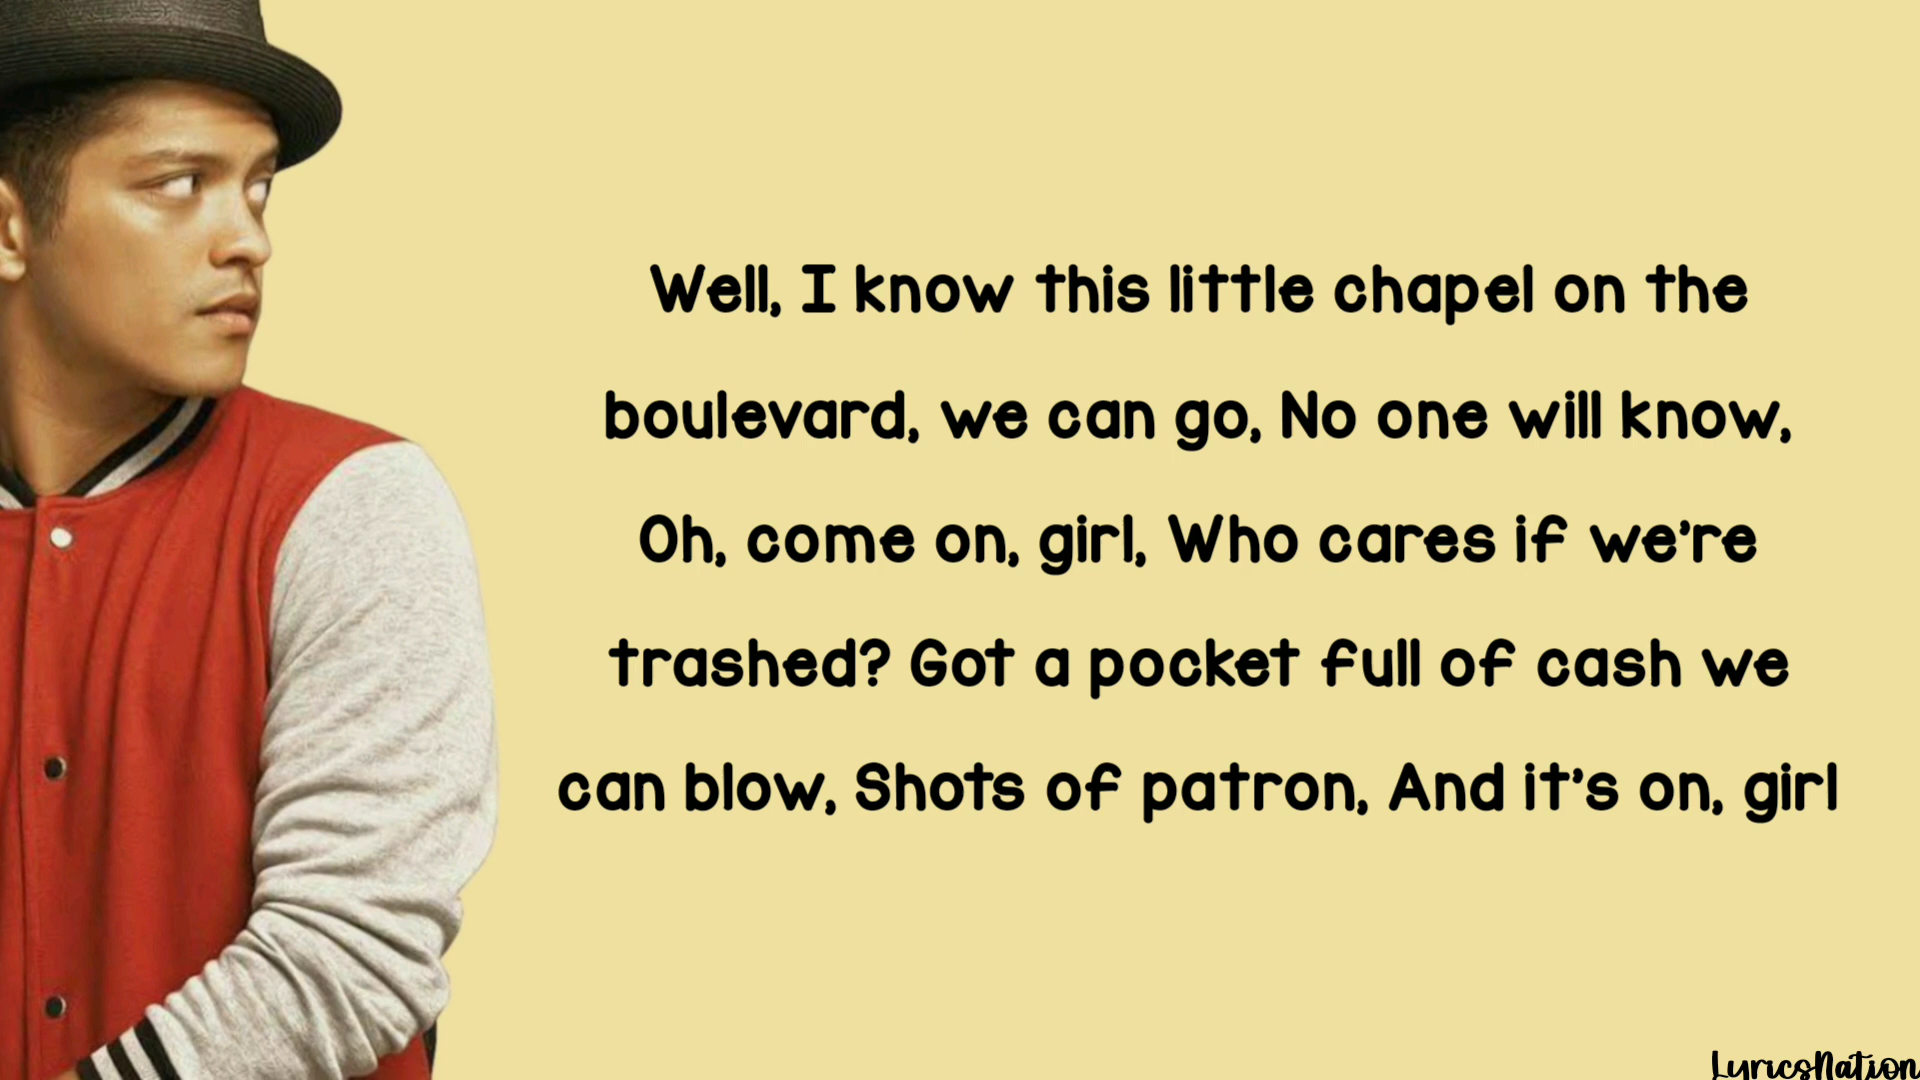 Well, I know this little chapel on the
boulevard, we can go, No one will know,
Oh, come on, girl, Who cares if we're
trashed? Got a pocket full of cash we
can blow, Shots of patron, And it's on, girl
LyricsNation